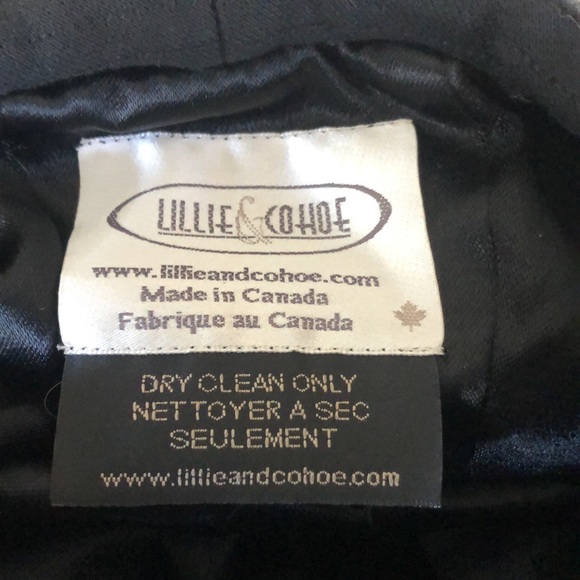 LILLIE & COHOE
www.lillieandcohoe.com
Made in Canada
Fabrique au Canada
DRY CLEAN ONLY
NETTOYER A SEC
SEULEMENT
www.lillieandcohoe.com